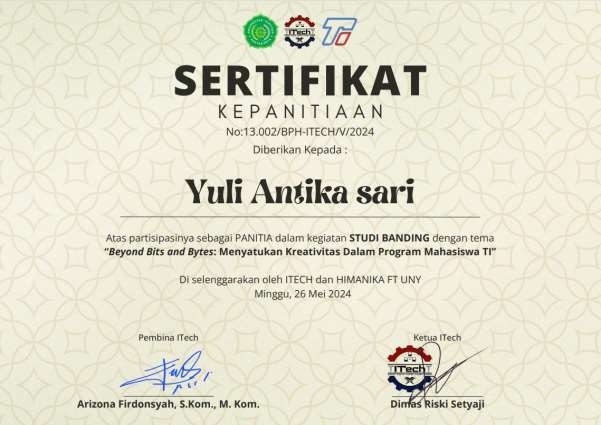 ITech
Ti
SERTIFIKAT
KEPANITIAAN
No:13.002/BPH-ITECH/V/2024
Diberikan Kepada :
Yuli Antika sari
Atas partisipasinya sebagai PANITIA dalam kegiatan STUDI BANDING dengan tema
“Beyond Bits and Bytes: Menyatukan Kreativitas Dalam Program Mahasiswa TI”
Di selenggarakan oleh ITECH dan HIMANIKA FT UNY
Minggu, 26 Mei 2024
Pembina ITech
Ketua ITech
ITech
Arizona Firdonsyah, S.Kom., M. Kom.
Dimas Riski Setyaji